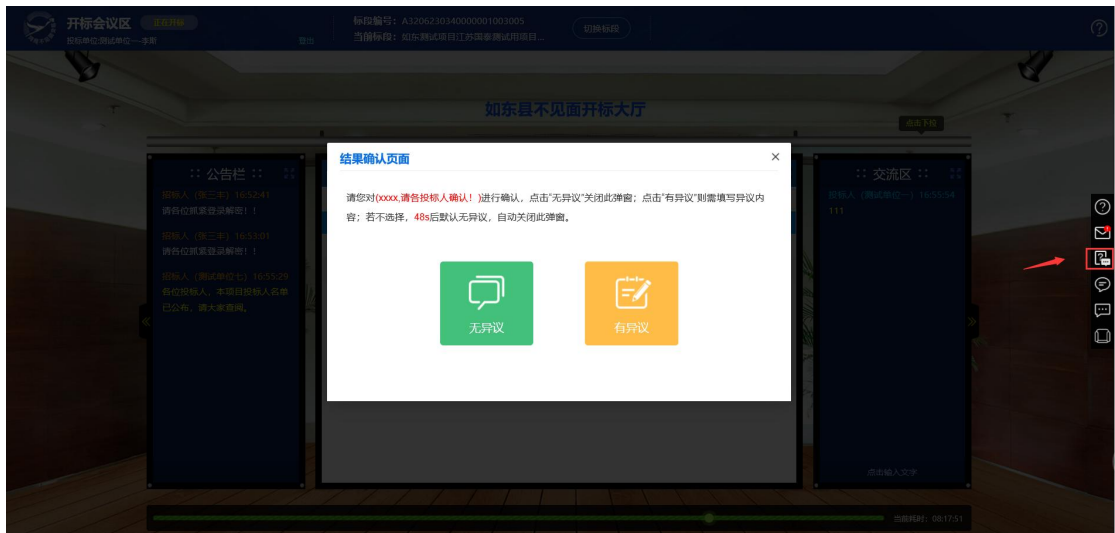 开标会议区
投标单位:测试单位一-李斯
登出
标段编号：A3206230340000001003005
当前标段：如东测试项目江苏国泰测试用项目...
切换标段
如东县不见面开标大厅
点击下段
:: 公告栏 ::
招标人（张三丰）16:52:41
请各位抓紧登录解密！！
招标人（张三丰）16:53:01
请各位抓紧登录解密！！
招标人（测试单位七）16:55:29
各位投标人，本项目投标人名单
已公布，请大家查阅。
结果确认页面
×
请您对(xxxx,请各投标人确认！)进行确认，点击“无异议”关闭此弹窗；点击“有异议”则需填写异议内
容；若不选择，48s后默认无异议，自动关闭此弹窗。
无异议
有异议
:: 交流区 ::
投标人（测试单位一）16:55:54
111
点击输入文字
当前标时：08:17:51